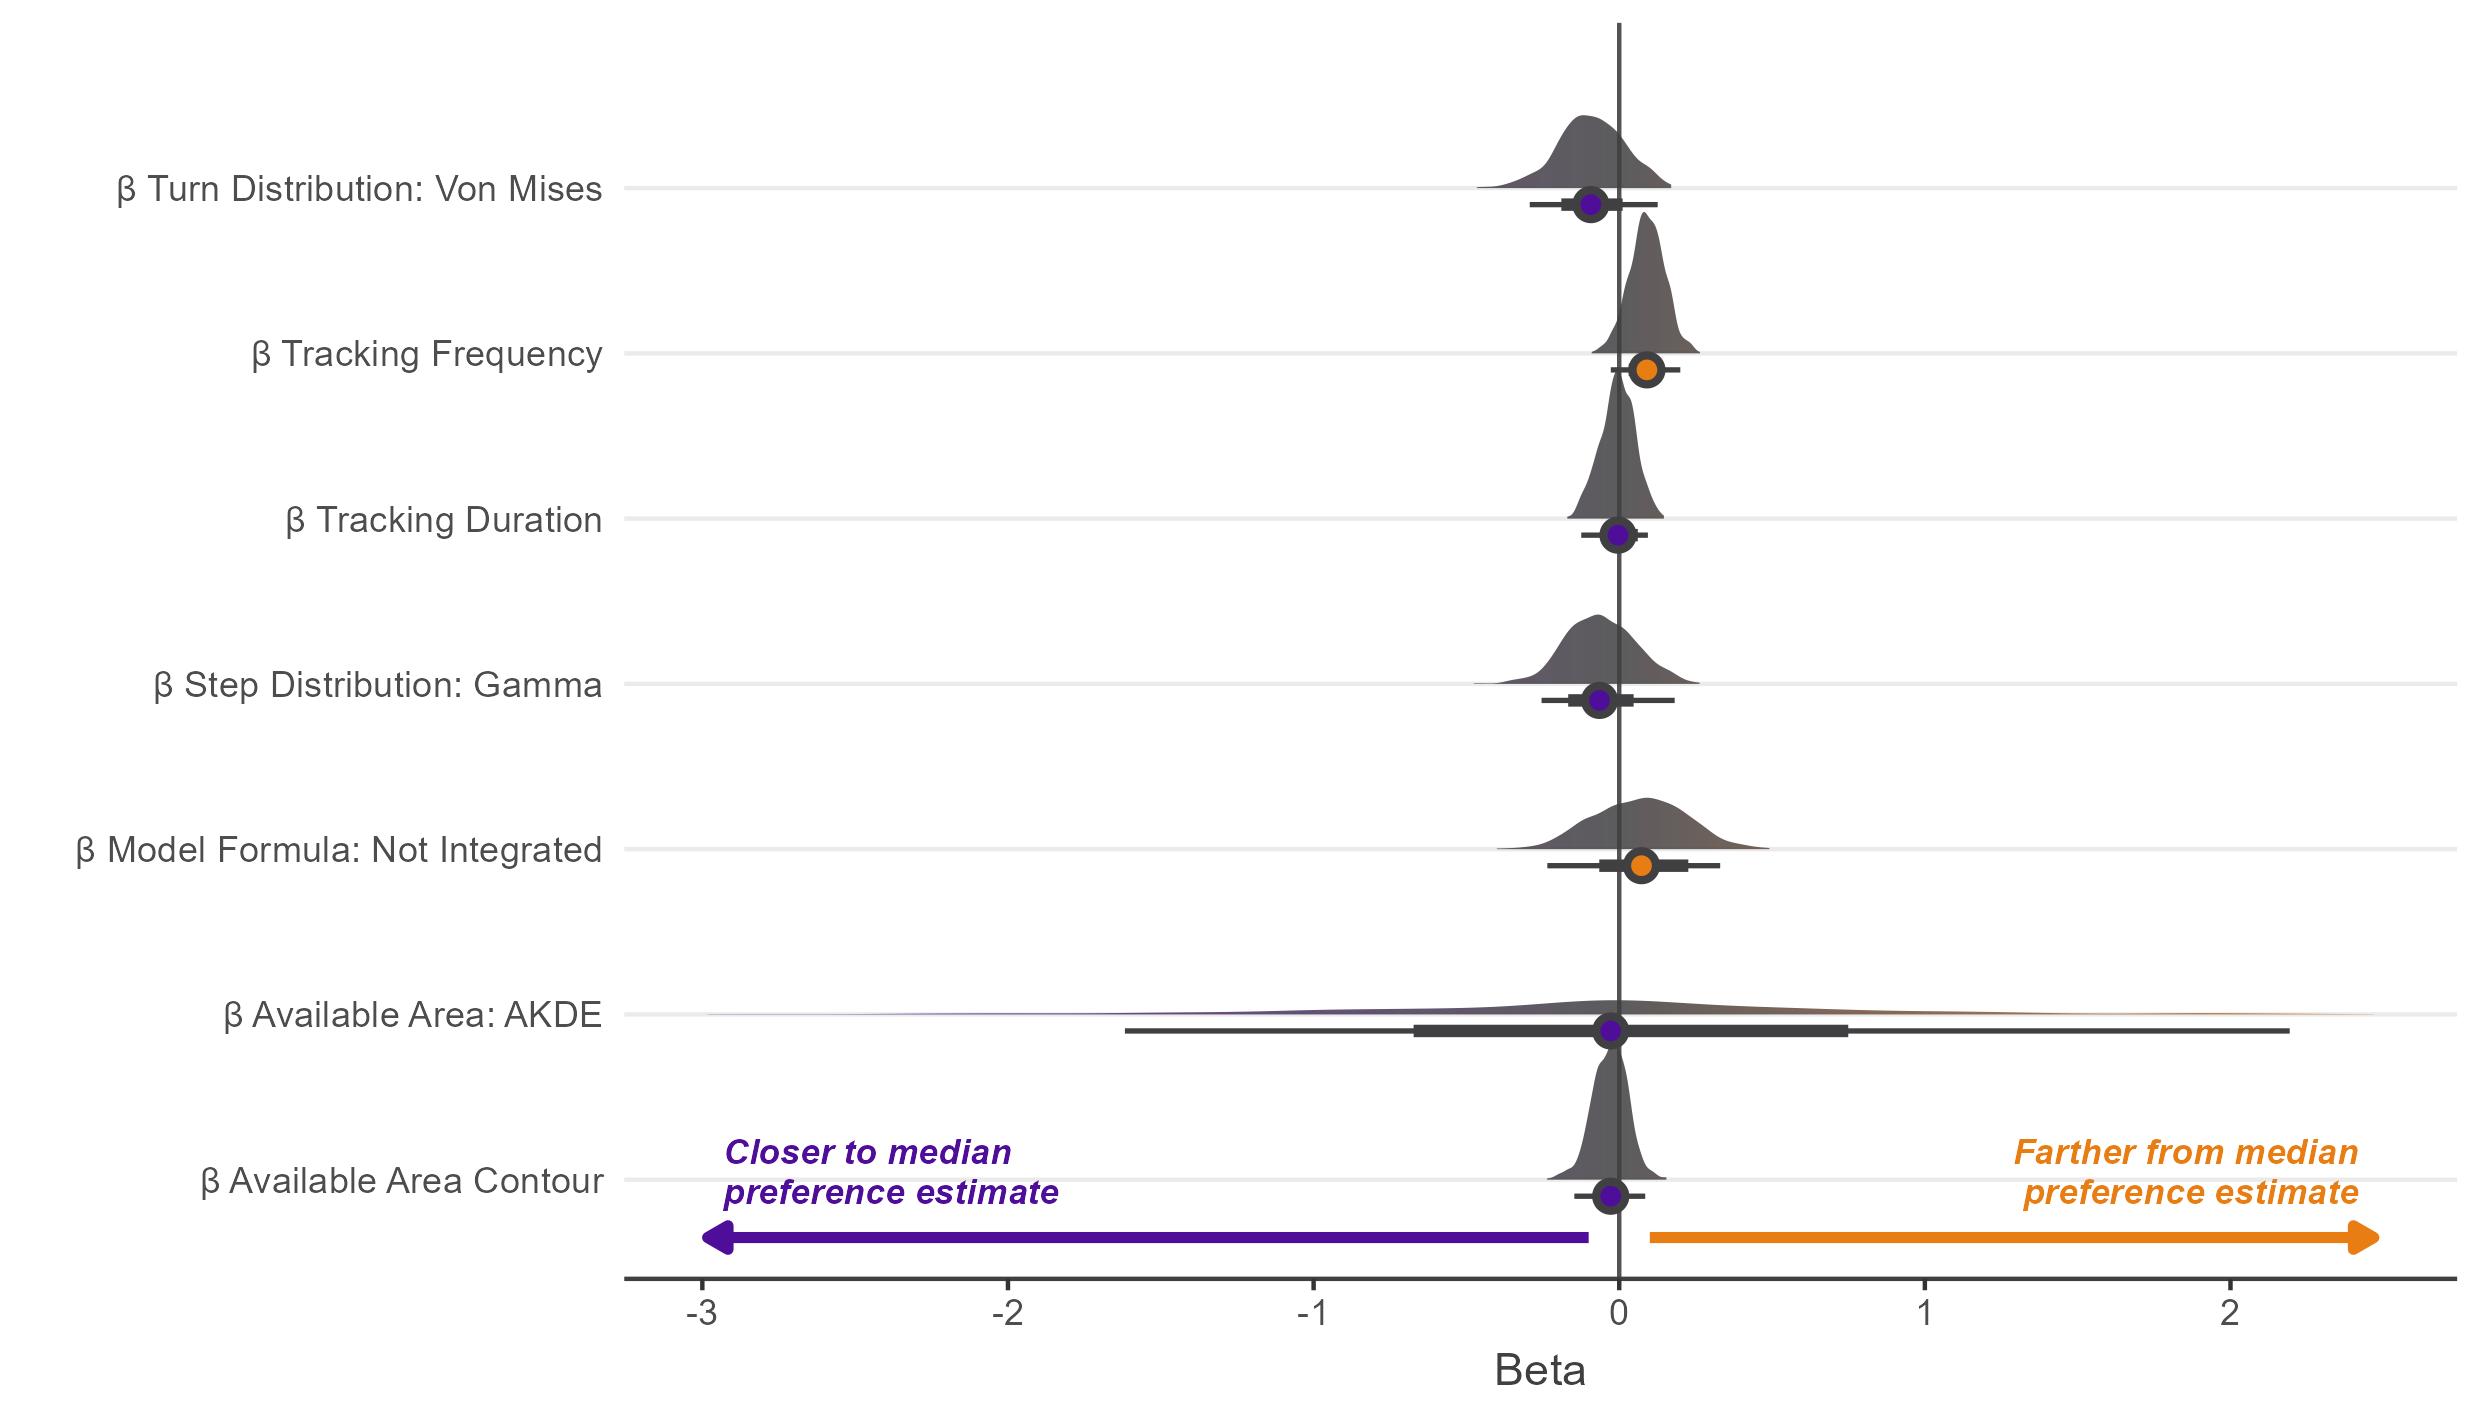 β Turn Distribution: Von Mises
β Tracking Frequency
β Tracking Duration
β Step Distribution: Gamma
β Model Formula: Not Integrated
β Available Area: AKDE
β Available Area Contour
Closer to median
preference estimate
Farther from median
preference estimate
-3 -2 -1 0 1 2
Beta